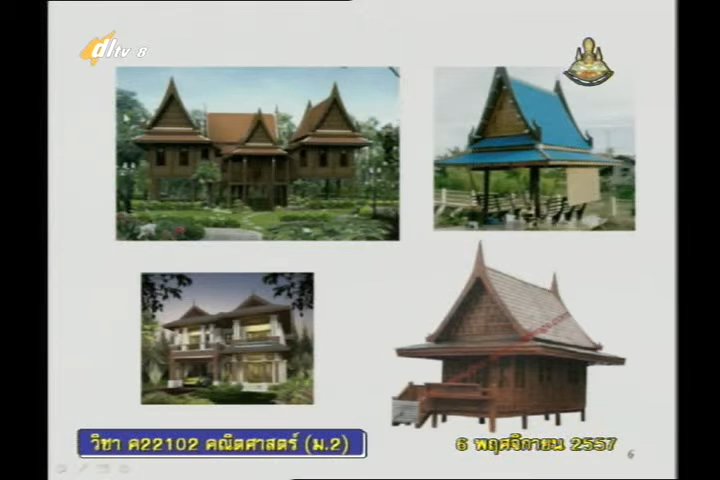 dltv-8
วิชา ค22102 คณิตศาสตร์ (ม.2)
6 พฤศจิกายน 2557
6